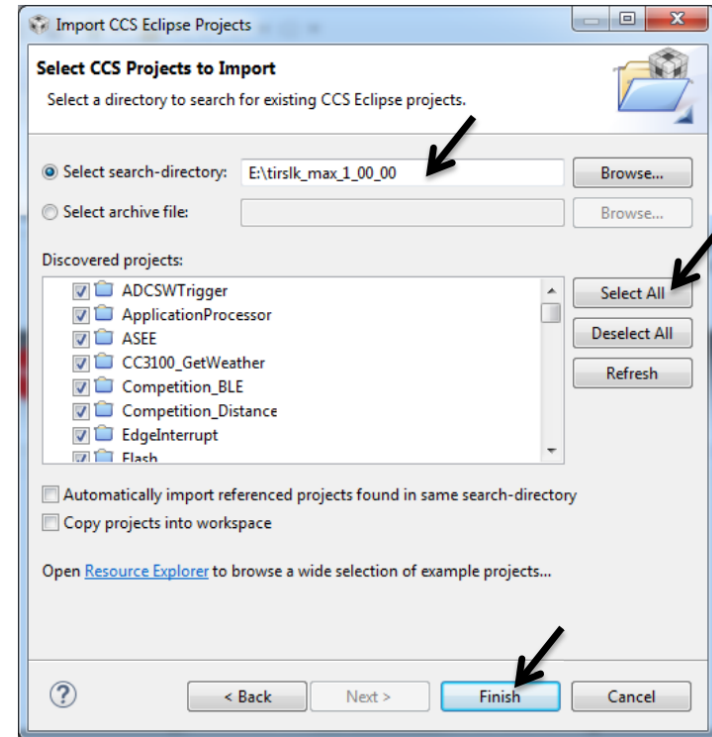 Import CCS Eclipse Projects
Select CCS Projects to Import
Select a directory to search for existing CCS Eclipse projects.
Select search-directory: E:\tirslk_max_1_00_00 Browse...
Select archive file: Browse...
Discovered projects:
ADCSWTrigger
ApplicationProcessor
ASEE
CC3100_GetWeather
Competition_BLE
Competition_Distance
EdgeInterrupt
Flash
Select All
Deselect All
Refresh
Automatically import referenced projects found in same search-directory
Copy projects into workspace
Open Resource Explorer to browse a wide selection of example projects...
? < Back Next > Finish Cancel